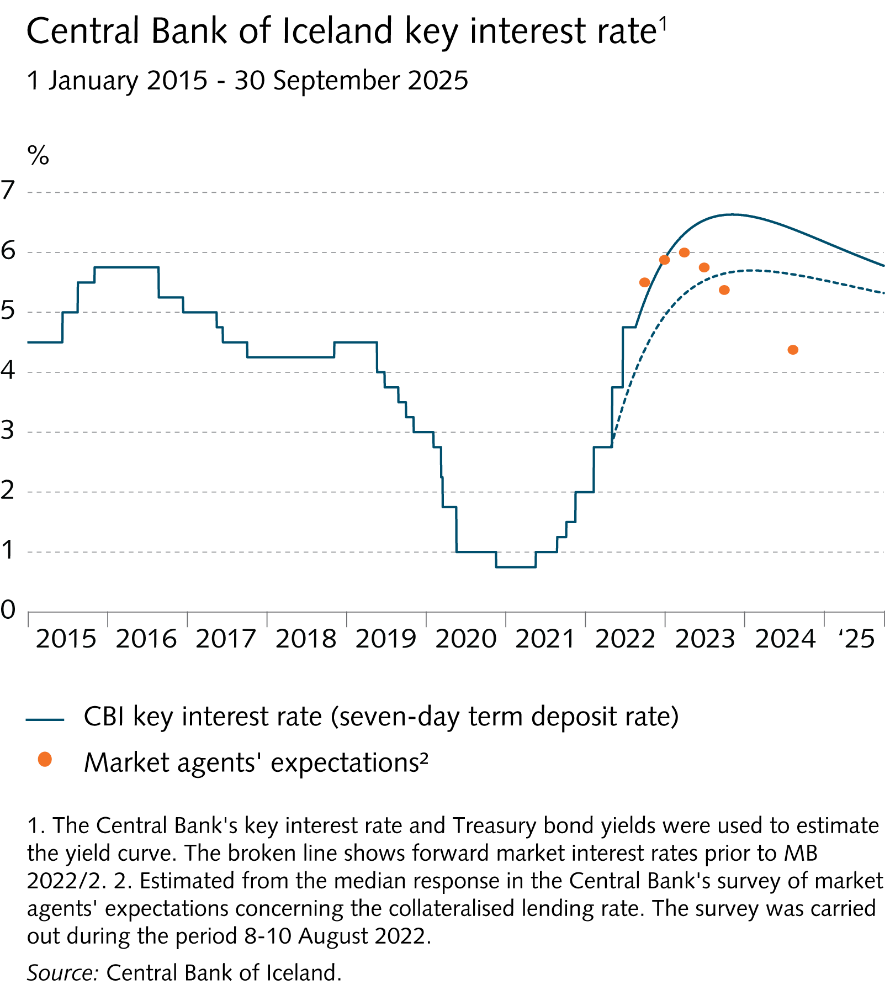 Central Bank of Iceland key interest rate¹
1 January 2015 - 30 September 2025
%
7
6
5
4
3
2
1
0
2015 2016 2017 2018 2019 2020 2021 2022 2023 2024 ‘25
CBI key interest rate (seven-day term deposit rate)
Market agents' expectations²
1. The Central Bank's key interest rate and Treasury bond yields were used to estimate
the yield curve. The broken line shows forward market interest rates prior to MB
2022/2. 2. Estimated from the median response in the Central Bank's survey of market
agents' expectations concerning the collateralised lending rate. The survey was carried
out during the period 8-10 August 2022.
Source: Central Bank of Iceland.